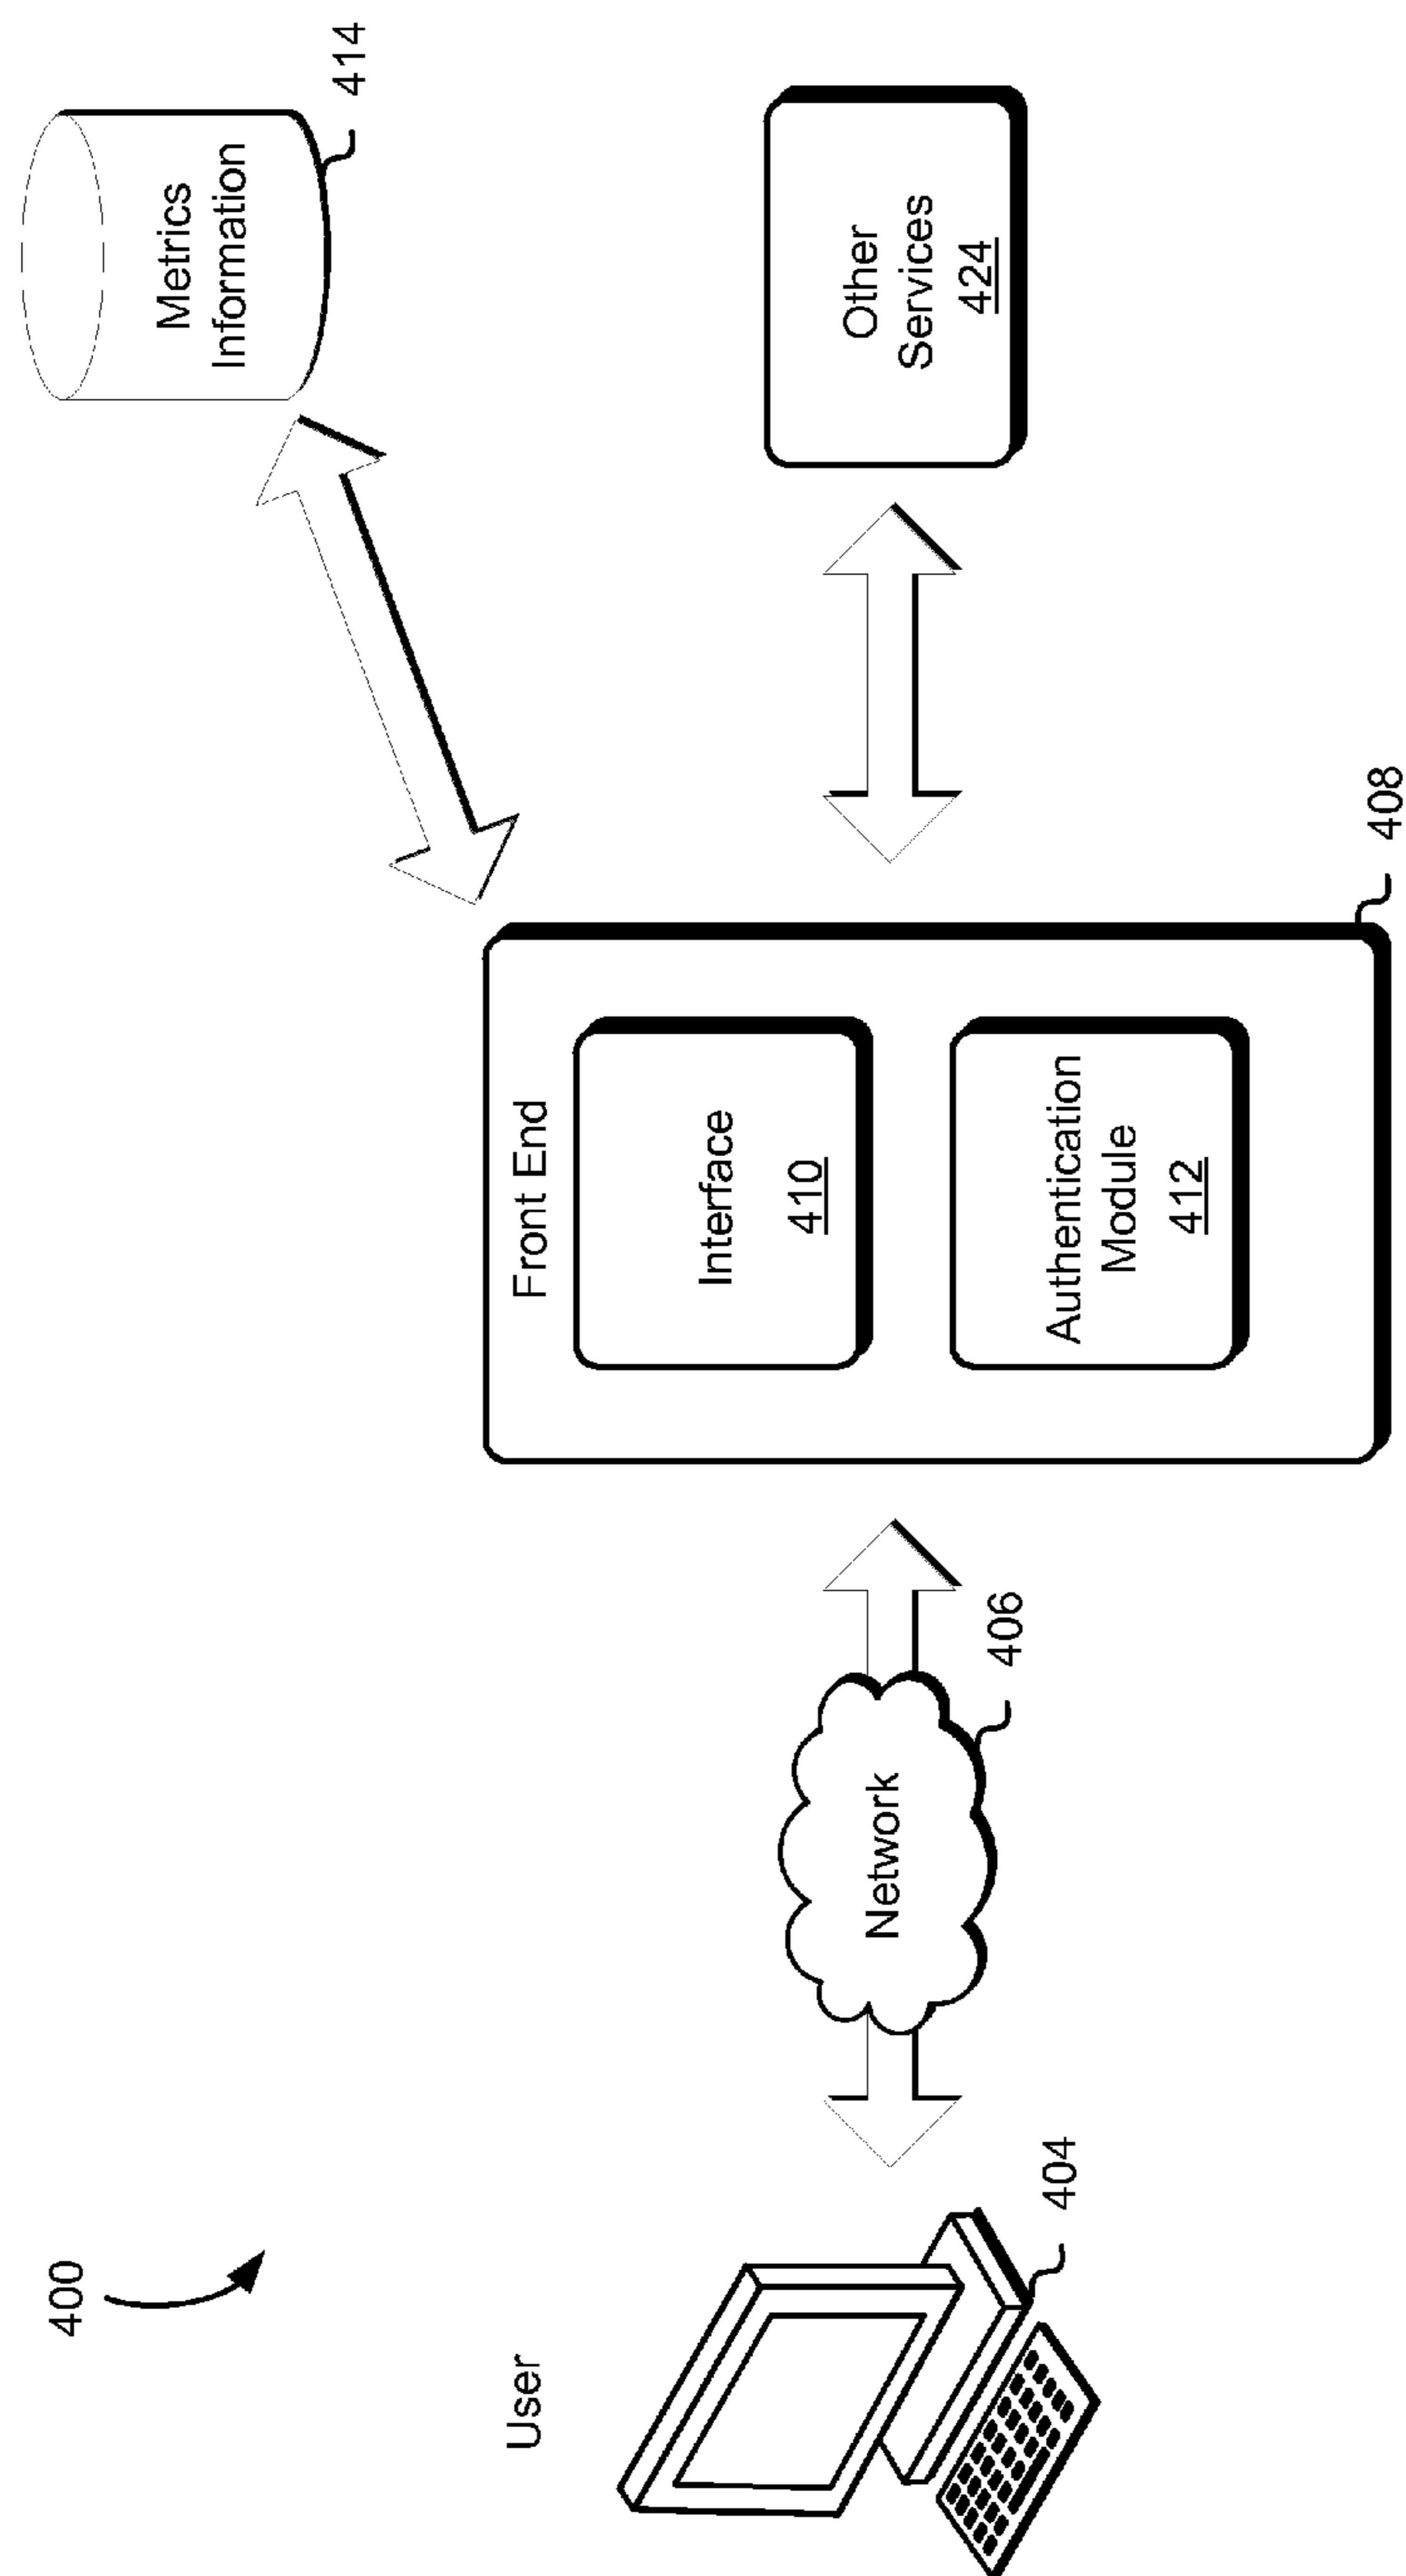 400
User
404
Network
406
Front End
Interface
410
Authentication
Module
412
408
Metrics
Information
414
Other
Services
424